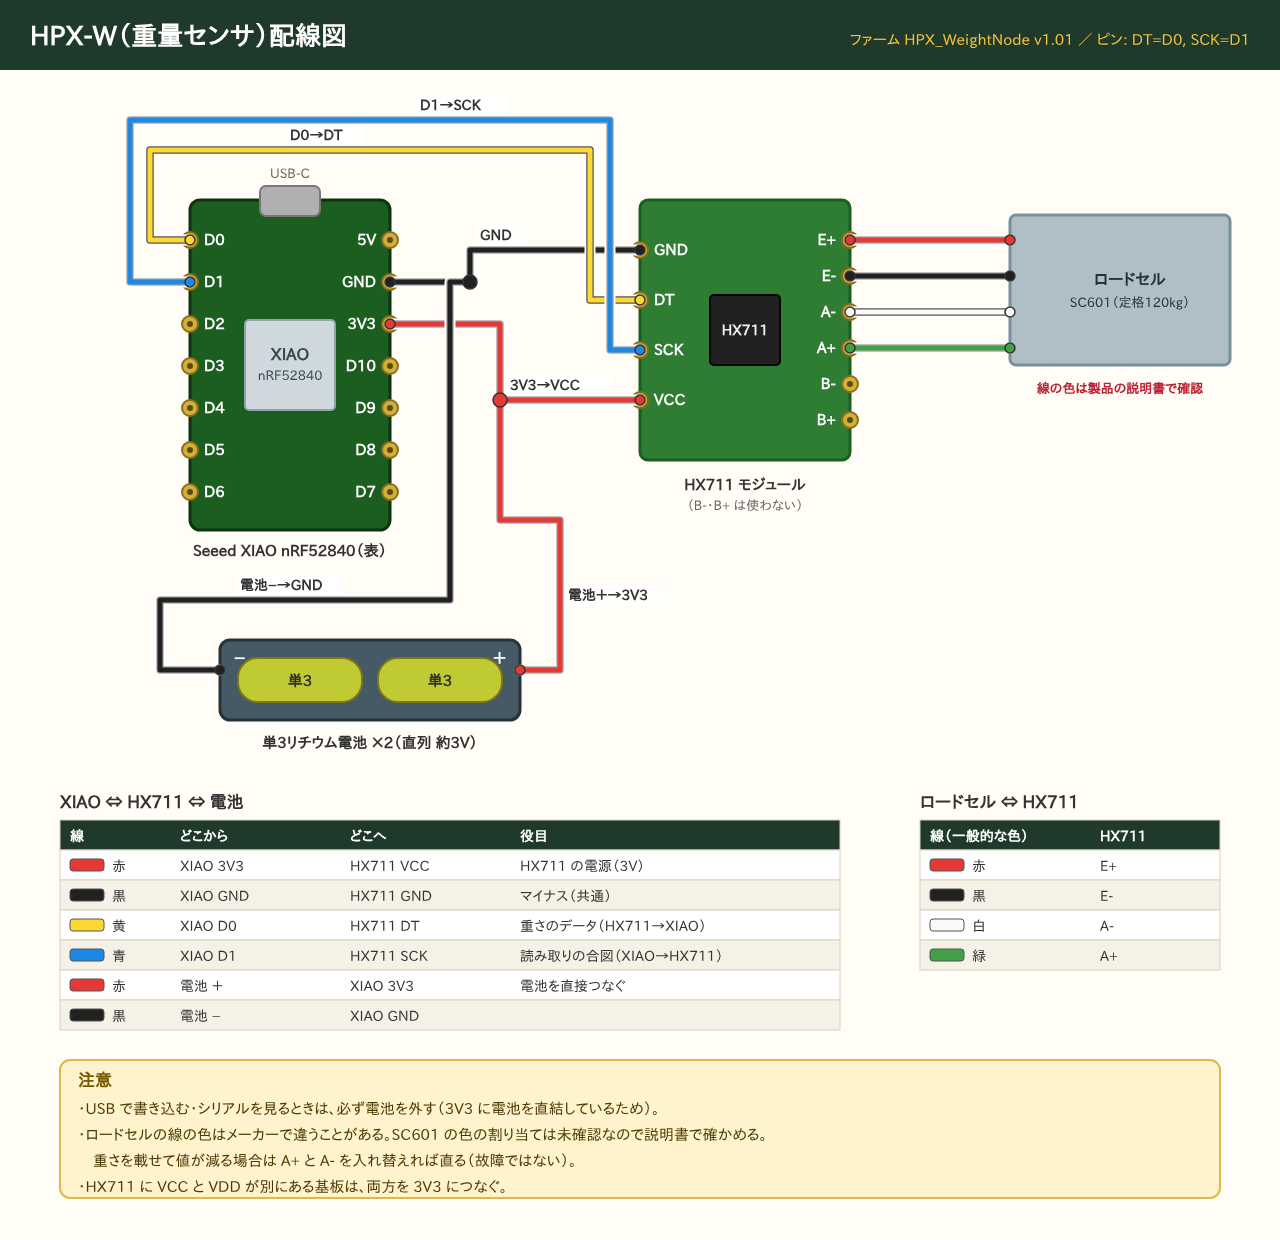 HPX-W（重量センサ）配線図
ファーム HPX_WeightNode v1.01 ／ ピン: DT=D0, SCK=D1
D1→SCK
D0→DT
USB-C
D0
D1
D2
D3
D4
D5
D6
5V
GND
3V3
D10
D9
D8
D7
XIAO
nRF52840
Seeed XIAO nRF52840（表）
GND
3V3→VCC
GND
DT
SCK
VCC
HX711
E+
E-
A-
A+
B-
B+
HX711 モジュール
（B-・B+ は使わない）
ロードセル
SC601（定格120kg）
線の色は製品の説明書で確認
電池−→GND
電池＋→3V3
−
＋
単3
単3
単3リチウム電池 ×2（直列 約3V）
XIAO ⇔ HX711 ⇔ 電池
線 どこから どこへ 役目
赤 XIAO 3V3 HX711 VCC HX711 の電源（3V）
黒 XIAO GND HX711 GND マイナス（共通）
黄 XIAO D0 HX711 DT 重さのデータ（HX711→XIAO）
青 XIAO D1 HX711 SCK 読み取りの合図（XIAO→HX711）
赤 電池 ＋ XIAO 3V3 電池を直接つなぐ
黒 電池 − XIAO GND
ロードセル ⇔ HX711
線（一般的な色） HX711
赤 E+
黒 E-
白 A-
緑 A+
注意
・USB で書き込む・シリアルを見るときは、必ず電池を外す（3V3 に電池を直結しているため）。
・ロードセルの線の色はメーカーで違うことがある。SC601 の色の割り当ては未確認なので説明書で確かめる。
重さを載せて値が減る場合は A+ と A- を入れ替えれば直る（故障ではない）。
・HX711 に VCC と VDD が別にある基板は、両方を 3V3 につなぐ。